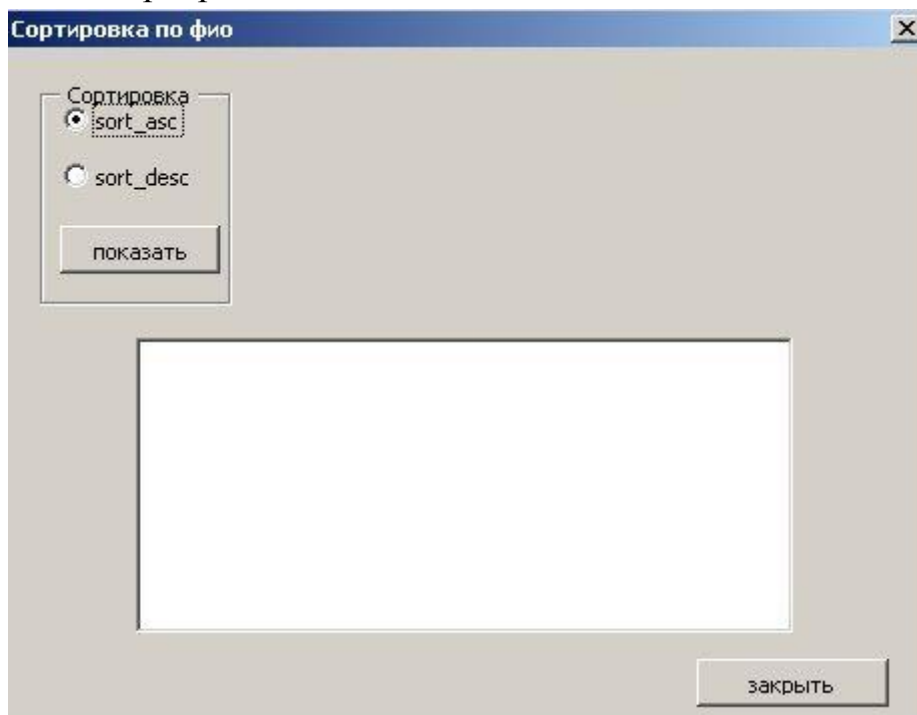 Сортировка по фио
Сортировка
sort_asc
sort_desc
показать
закрыть